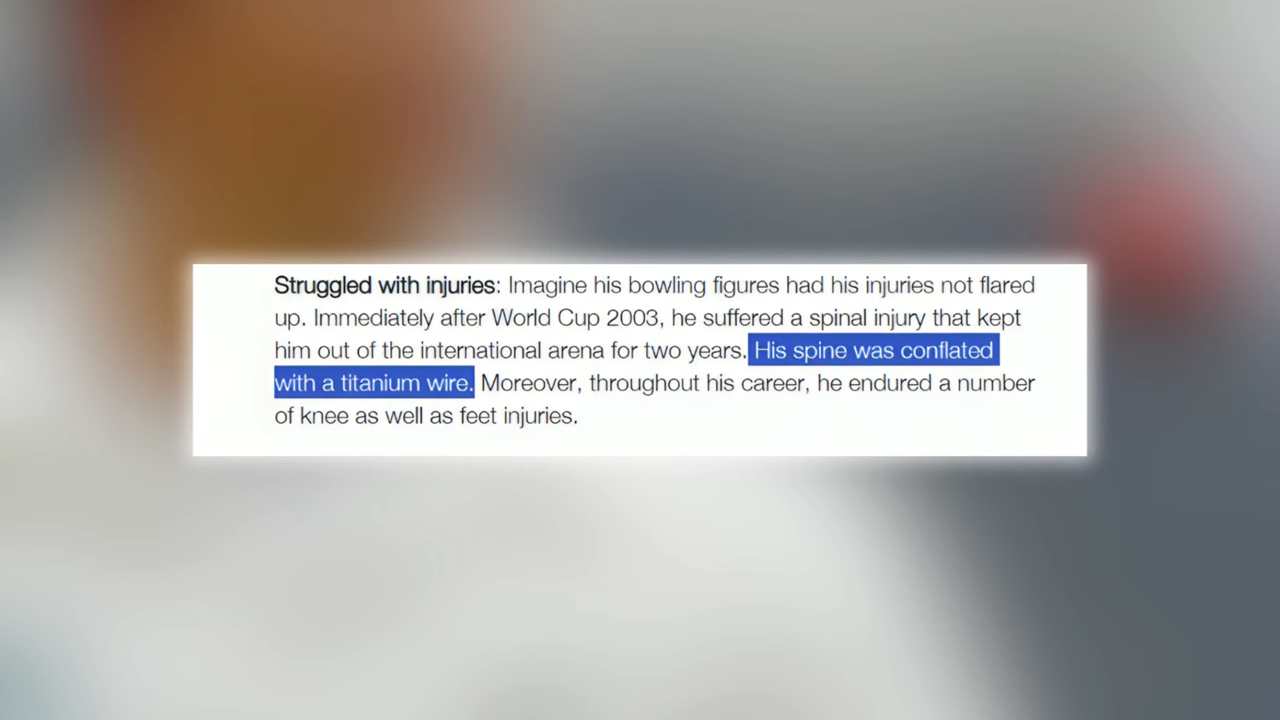 Struggled with injuries: Imagine his bowling figures had his injuries not flared
up. Immediately after World Cup 2003, he suffered a spinal injury that kept
him out of the international arena for two years. His spine was conflated
with a titanium wire. Moreover, throughout his career, he endured a number
of knee as well as feet injuries.